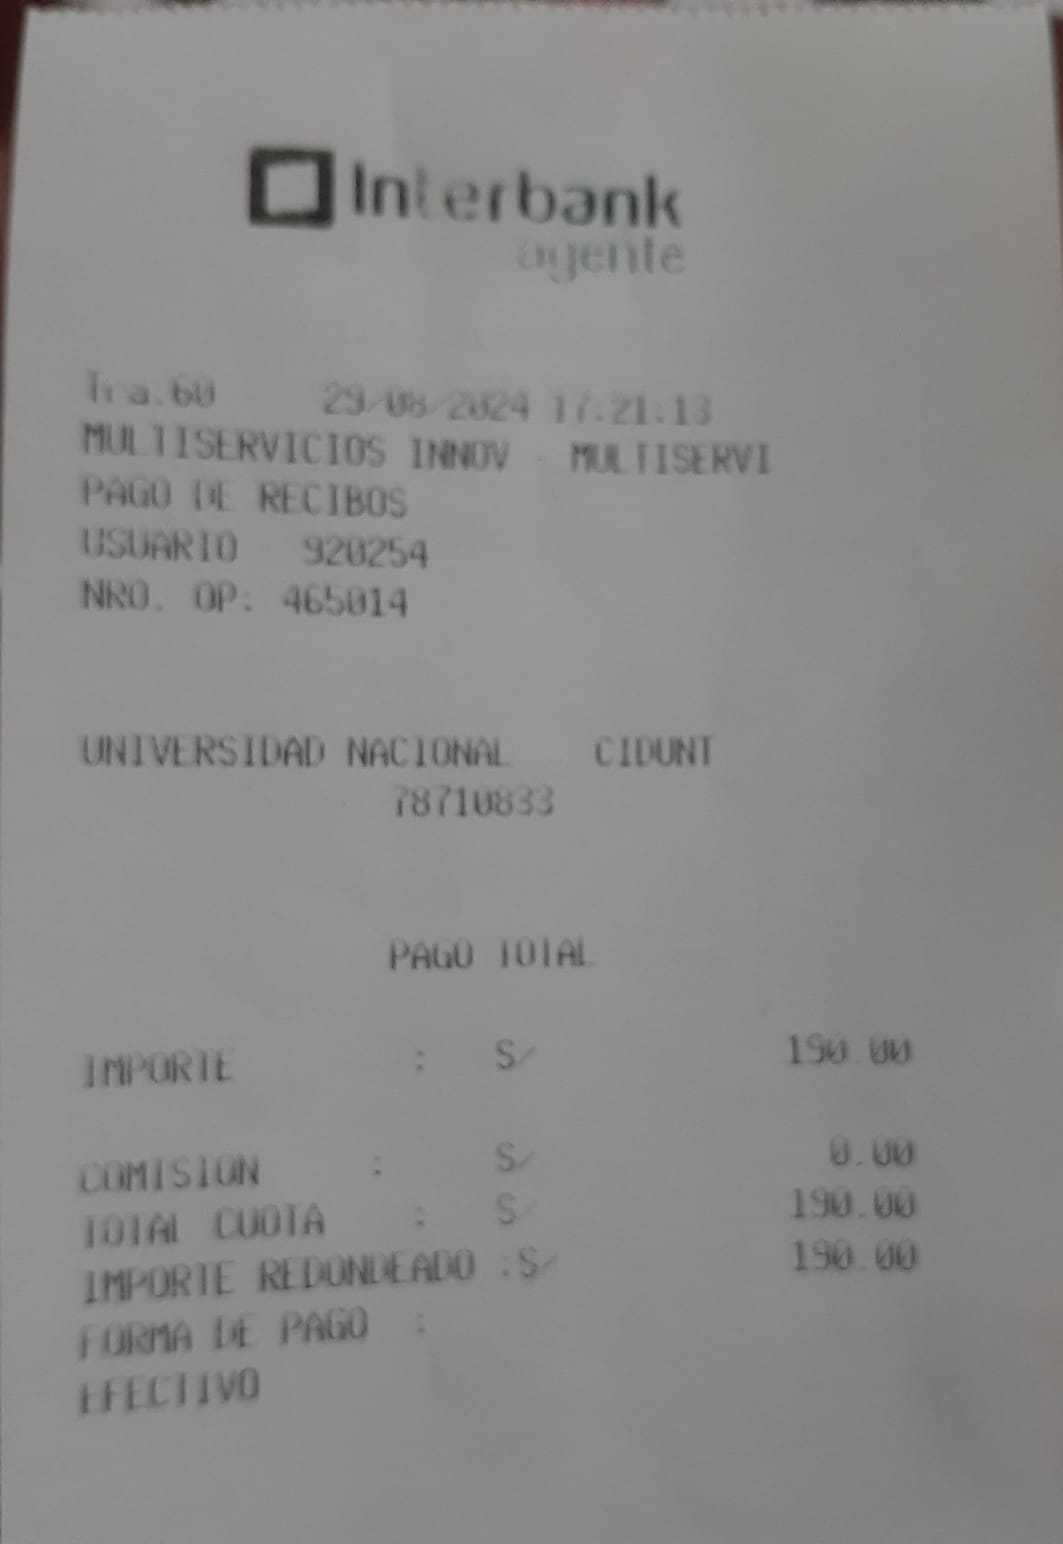 Interbank
agente
Tra.60 29/08/2024 17:21:13
MULTISERVICIOS INNOV - MULTISERVI
PAGO DE RECIBOS
USUARIO 920254
NRO. OP: 465014
UNIVERSIDAD NACIONAL CIDUNT
78710833
PAGO TOTAL
IMPORTE : S/ 190.00
COMISION : S/ 0.00
TOTAL CUOTA : S/ 190.00
IMPORTE REDONDEADO :S/ 190.00
FORMA DE PAGO :
EFECTIVO